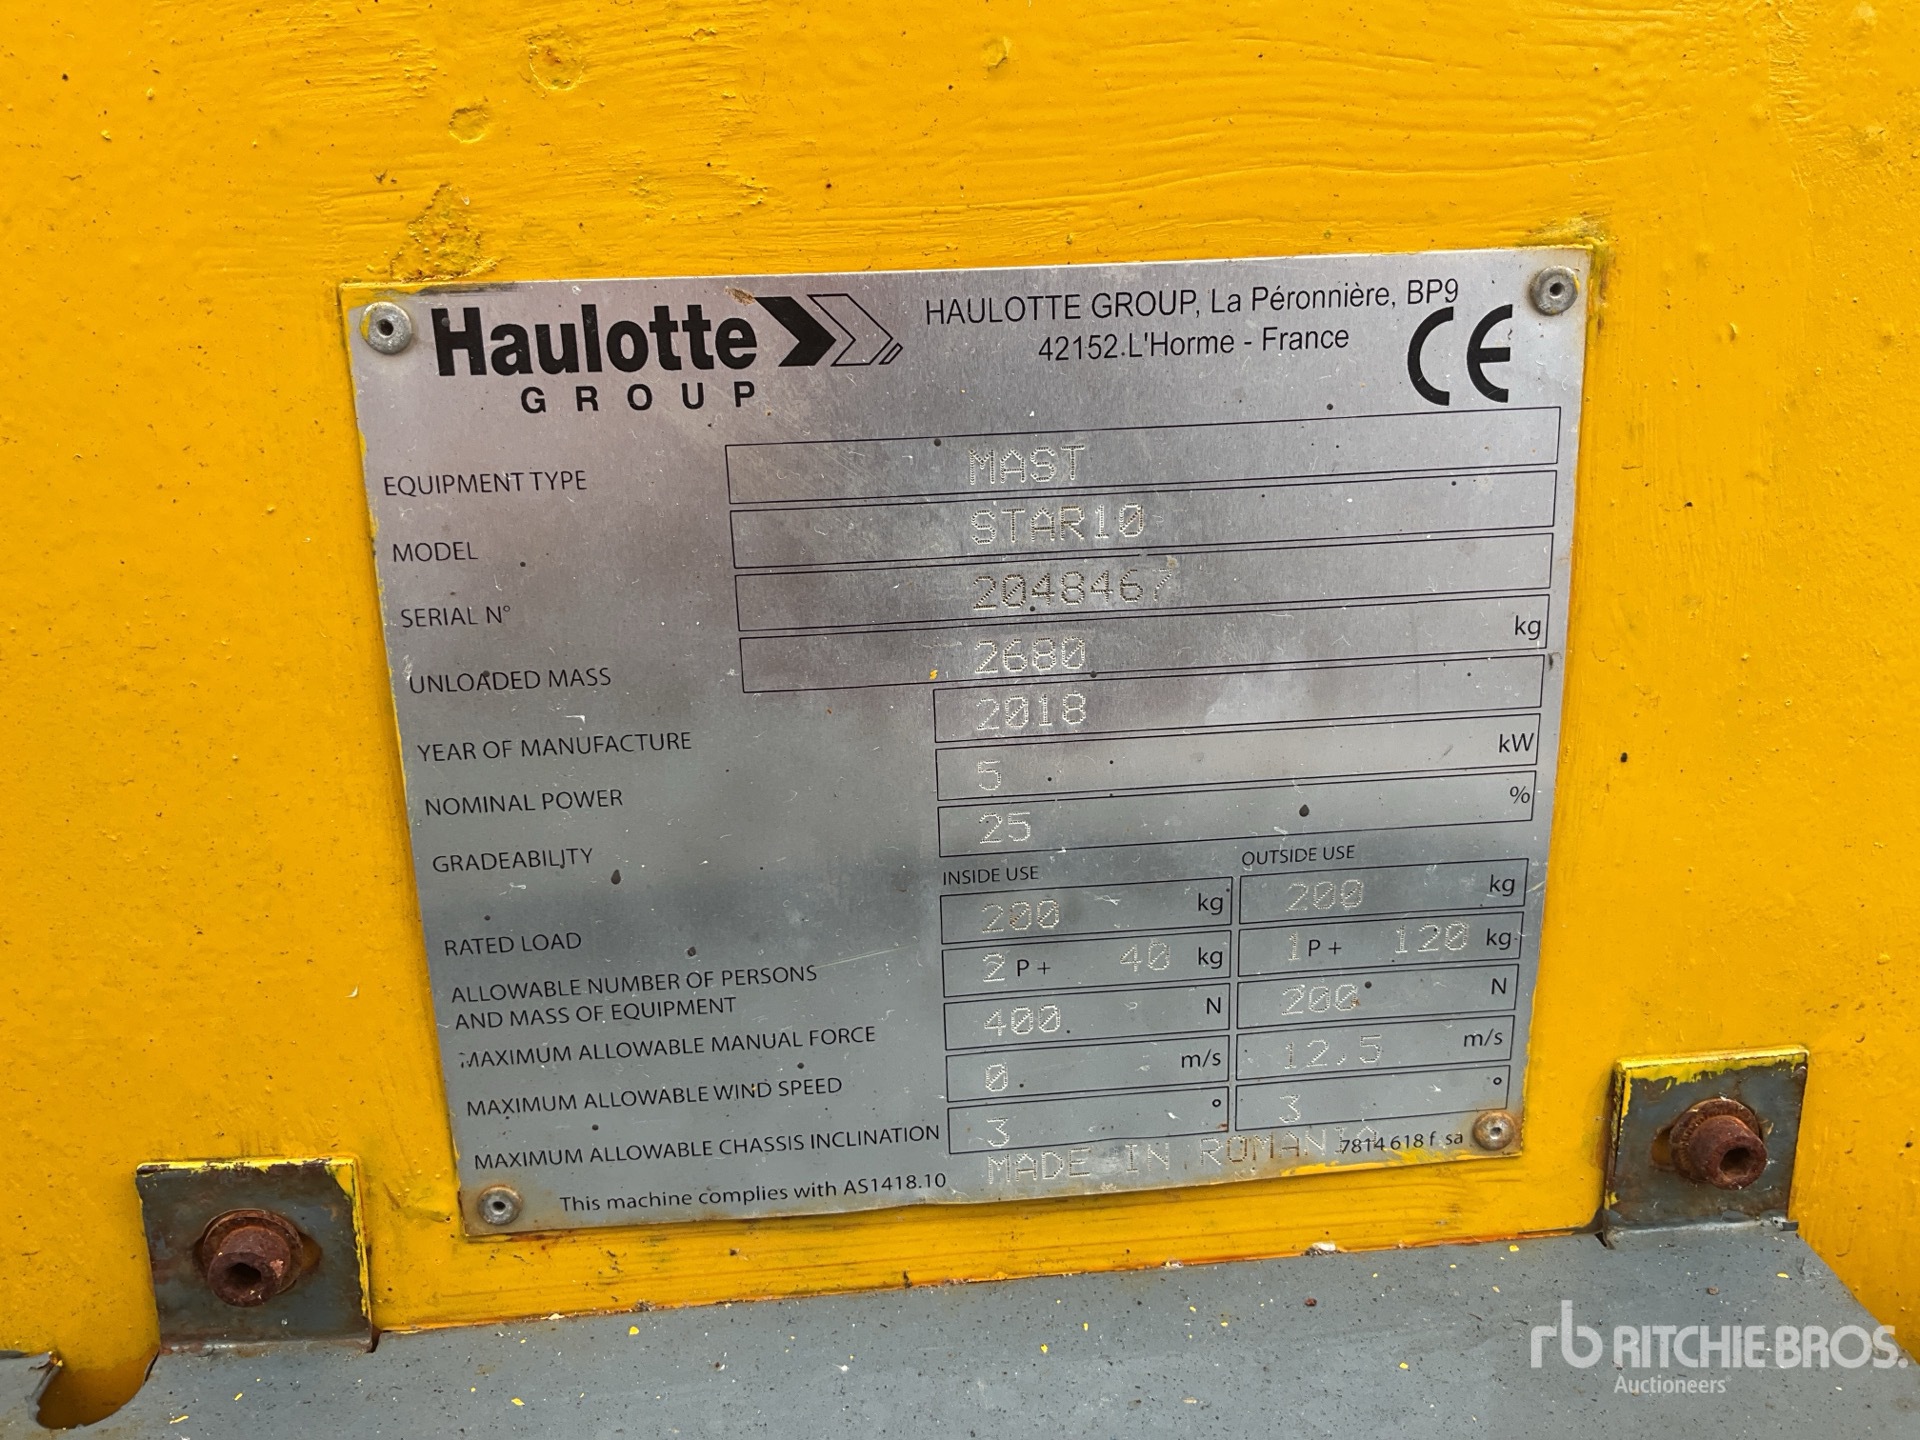 Haulotte
GROUP
HAULOTTE GROUP, La Péronnière, BP9
42152 L'Horme - France
CE
EQUIPMENT TYPE MAST
MODEL STAR10
SERIAL N° 2048467
UNLOADED MASS 2680 kg
YEAR OF MANUFACTURE 2018
NOMINAL POWER 5 kW
GRADEABILITY 25 %
INSIDE USE OUTSIDE USE
RATED LOAD 200 kg 200 kg
ALLOWABLE NUMBER OF PERSONS
AND MASS OF EQUIPMENT 2 P + 40 kg 1 P + 120 kg
MAXIMUM ALLOWABLE MANUAL FORCE 400 N 200 N
MAXIMUM ALLOWABLE WIND SPEED 0 m/s 12,5 m/s
MAXIMUM ALLOWABLE CHASSIS INCLINATION 3 ° 3 °
This machine complies with AS1418.10 MADE IN ROMANIA 7814 618 f sa
rb RITCHIE BROS.
Auctioneers